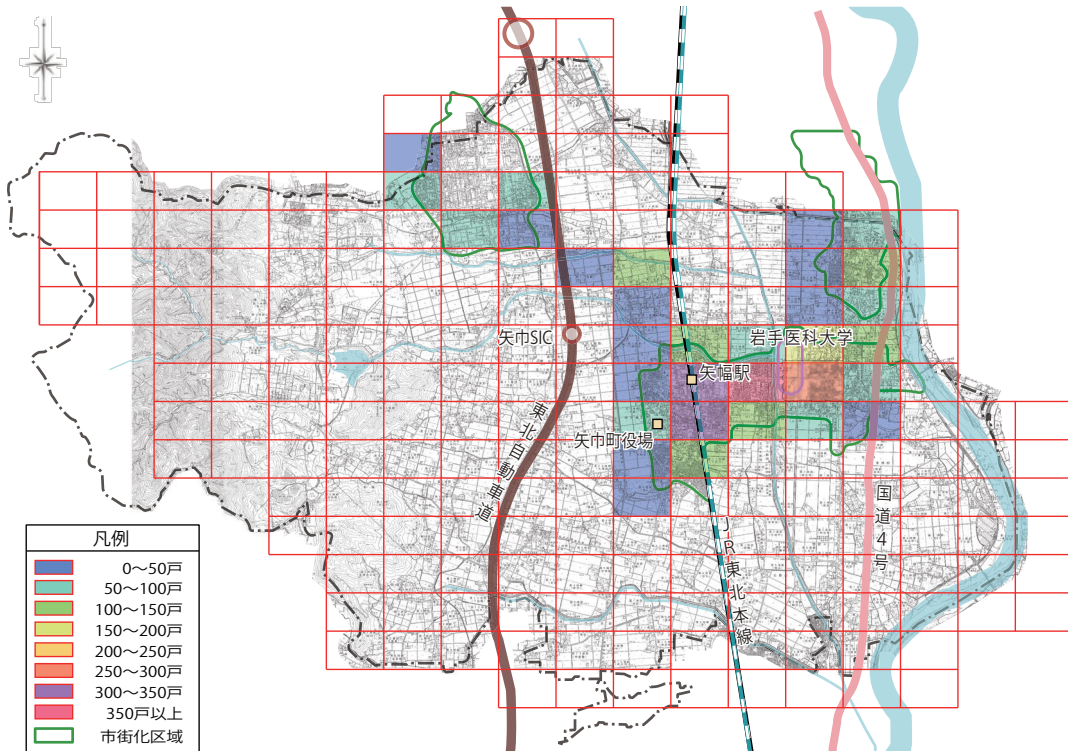 岩手医科大学
矢巾SIC
矢幅駅
矢巾町役場
東北自動車道
国道4号
JR東北本線
凡例
0～50戸
50～100戸
100～150戸
150～200戸
200～250戸
250～300戸
300～350戸
350戸以上
市街化区域